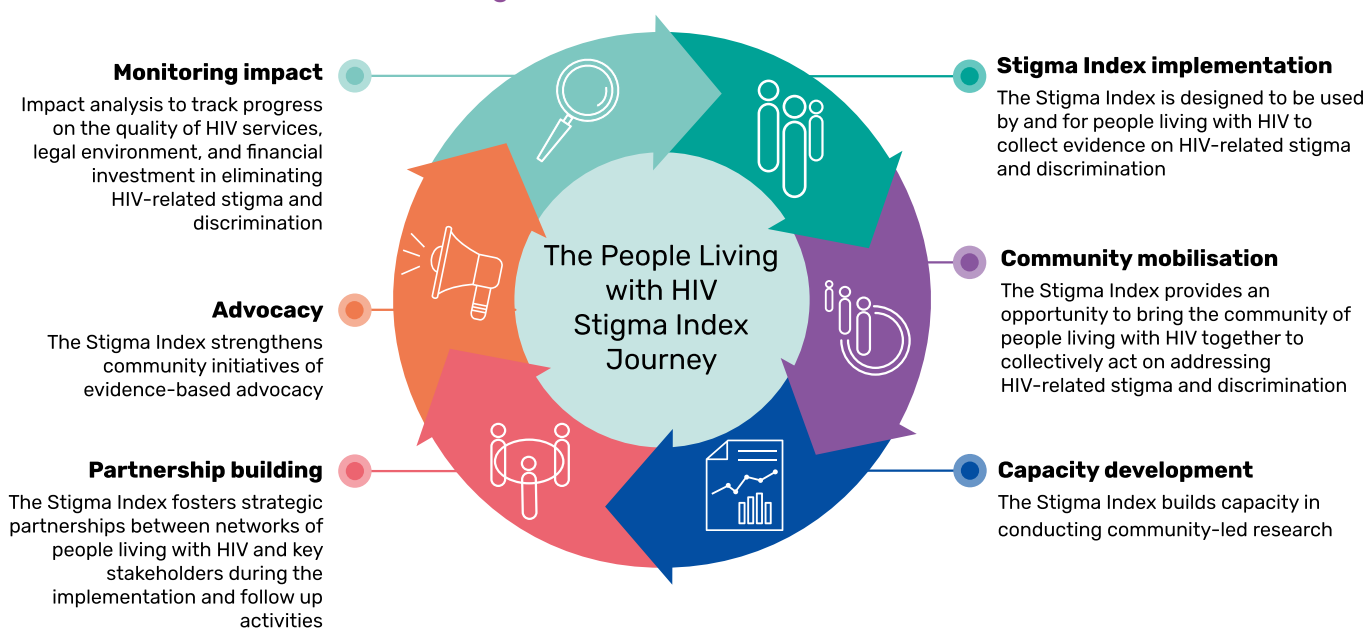 Monitoring impact
Impact analysis to track progress
on the quality of HIV services,
legal environment, and financial
investment in eliminating
HIV-related stigma and
discrimination
Advocacy
The Stigma Index strengthens
community initiatives of
evidence-based advocacy
Partnership building
The Stigma Index fosters strategic
partnerships between networks of
people living with HIV and key
stakeholders during the
implementation and follow up
activities
The People Living
with HIV
Stigma Index
Journey
Stigma Index implementation
The Stigma Index is designed to be used
by and for people living with HIV to
collect evidence on HIV-related stigma
and discrimination
Community mobilisation
The Stigma Index provides an
opportunity to bring the community of
people living with HIV together to
collectively act on addressing
HIV-related stigma and discrimination
Capacity development
The Stigma Index builds capacity in
conducting community-led research